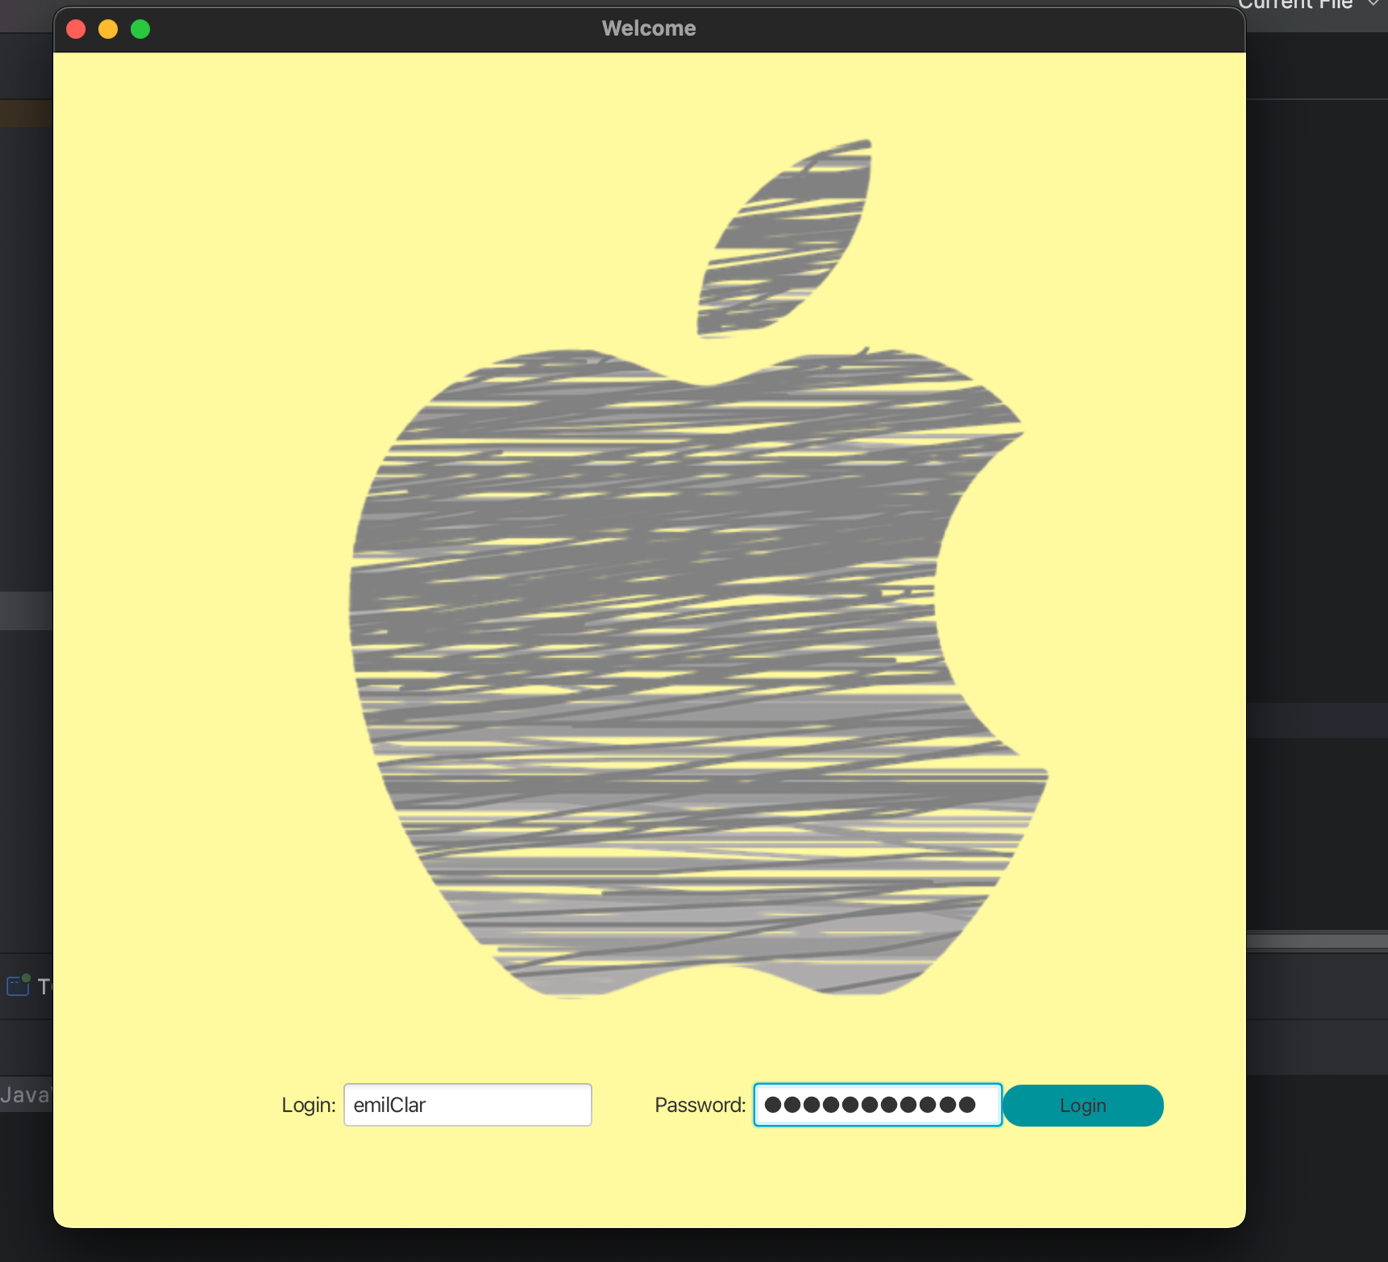 Current File
Welcome
Login: emilClar Password: ●●●●●●●●●●● Login
Java